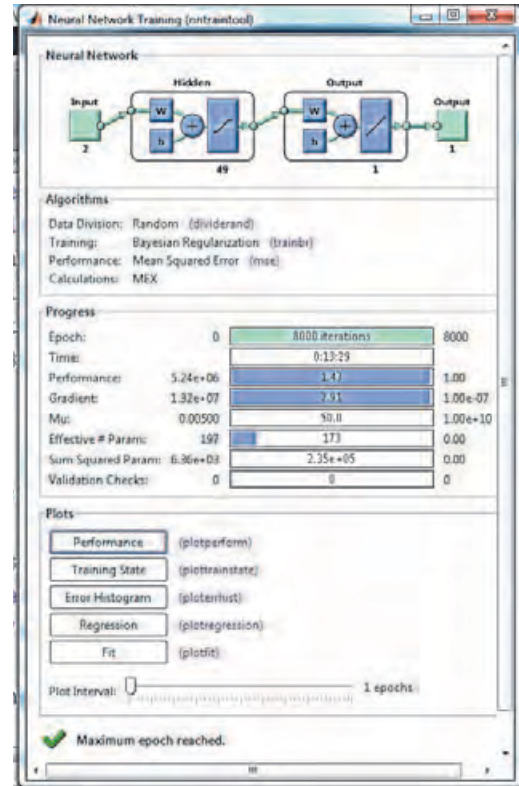 Neural Network Training (nntraintool)
Neural Network
Hidden
Output
Input
Output
W
b
W
b
2
49
1
1
Algorithms
Data Division: Random (dividerand)
Training: Bayesian Regularization (trainbr)
Performance: Mean Squared Error (mse)
Calculations: MEX
Progress
Epoch: 0 8000 iterations 8000
Time: 0:13:29
Performance: 5.24e+06 1.47 1.00
Gradient: 1.32e+07 2.91 1.00e-07
Mu: 0.00500 50.0 1.00e+10
Effective # Param: 197 173 0.00
Sum Squared Param: 6.36e+03 2.35e+05 0.00
Validation Checks: 0 0 0
Plots
Performance (plotperform)
Training State (plottrainstate)
Error Histogram (ploterrhist)
Regression (plotregression)
Fit (plotfit)
Plot Interval: 1 epochs
Maximum epoch reached.